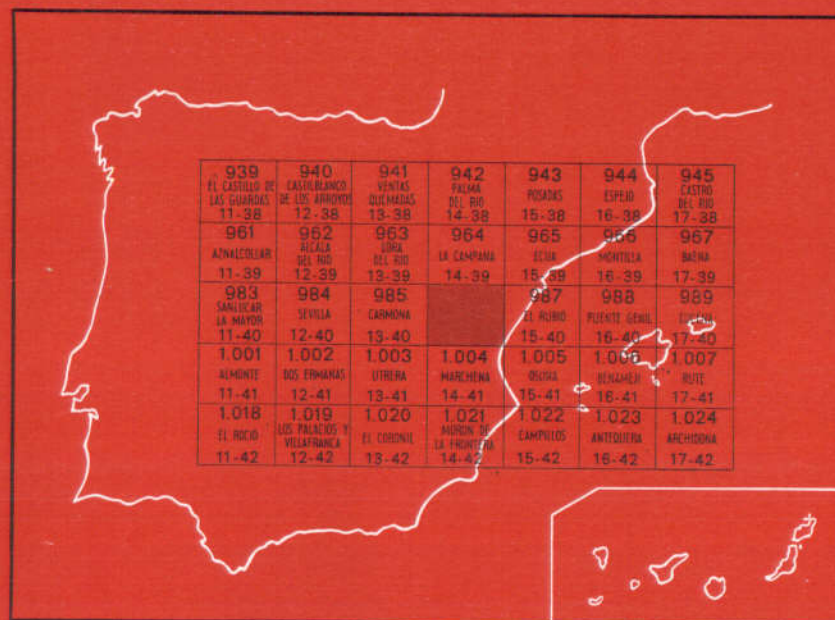 939 940 941 942 943 944 945
EL CASTILLO DE LAS GUARDAS CASTILBLANCO DE LOS ARROYOS VENTAS QUEMADAS PALMA DEL RIO POSADAS ESPEJO CASTRO DEL RIO
11-38 12-38 13-38 14-38 15-38 16-38 17-38
961 962 963 964 965 966 967
AZNALCOLLAR ALCALA DEL RIO LORA DEL RIO LA CAMPANA ECIJA MONTILLA BAENA
11-39 12-39 13-39 14-39 15-39 16-39 17-39
983 984 985 987 988 989
SANLUCAR LA MAYOR SEVILLA CARMONA EL RUBIO PUENTE GENIL LUCENA
11-40 12-40 13-40 15-40 16-40 17-40
1.001 1.002 1.003 1.004 1.005 1.006 1.007
ALMONTE DOS ERMANAS UTRERA MARCHENA OSUNA BENAMEJI RUTE
11-41 12-41 13-41 14-41 15-41 16-41 17-41
1.018 1.019 1.020 1.021 1.022 1.023 1.024
EL ROCIO LOS PALACIOS Y VILLAFRANCA EL CORONIL MORON DE LA FRONTERA CAMPILLOS ANTEQUERA ARCHIDONA
11-42 12-42 13-42 14-42 15-42 16-42 17-42